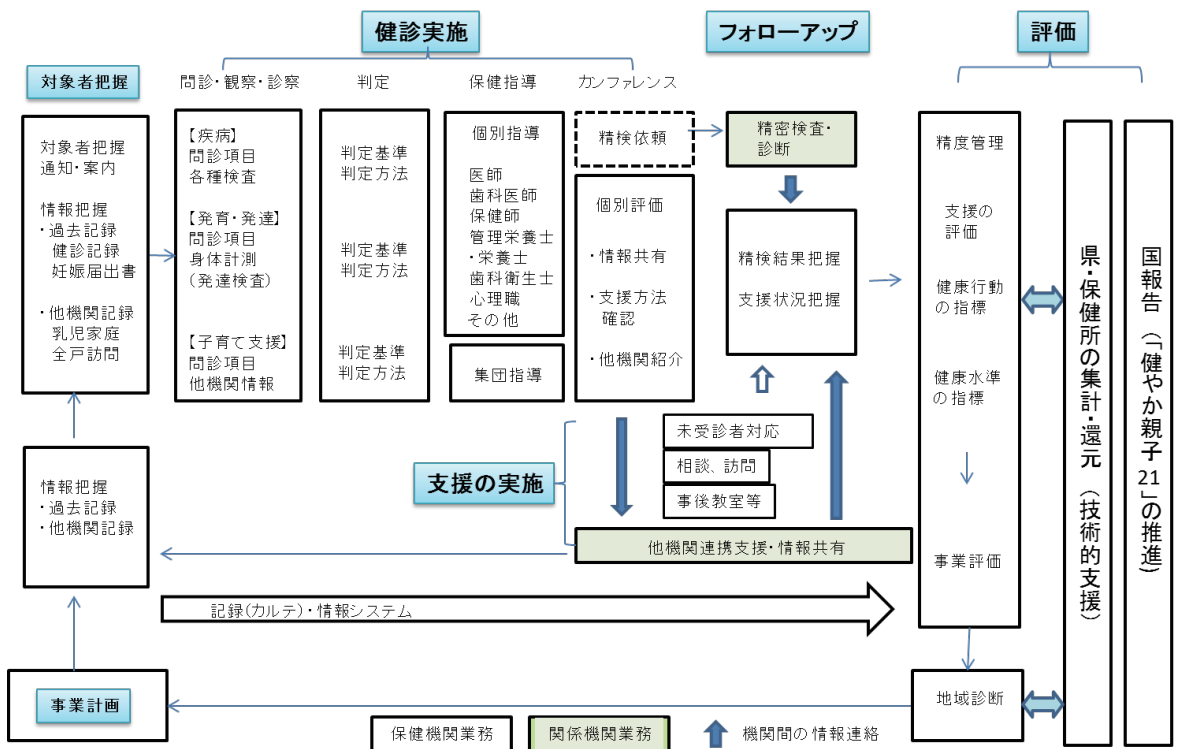 健診実施
フォローアップ
評価
対象者把握
問診・観察・診察
判定
保健指導
カンファレンス
対象者把握
通知・案内
情報把握
・過去記録
健診記録
妊娠届出書
・他機関記録
乳児家庭
全戸訪問
【疾病】
問診項目
各種検査
【発育・発達】
問診項目
身体計測
(発達検査)
【子育て支援】
問診項目
他機関情報
判定基準
判定方法
判定基準
判定方法
判定基準
判定方法
個別指導
医師
歯科医師
保健師
管理栄養士
・栄養士
歯科衛生士
心理職
その他
集団指導
精検依頼
個別評価
・情報共有
・支援方法
確認
・他機関紹介
精密検査・
診断
精検結果把握
支援状況把握
精度管理
支援の
評価
健康行動
の指標
健康水準
の指標
事業評価
県・保健所の集計・還元（技術的支援）
国報告（「健やか親子21」の推進）
情報把握
・過去記録
・他機関記録
支援の実施
未受診者対応
相談、訪問
事後教室等
他機関連携支援・情報共有
記録(カルテ)・情報システム
事業計画
地域診断
保健機関業務
関係機関業務
機関間の情報連絡